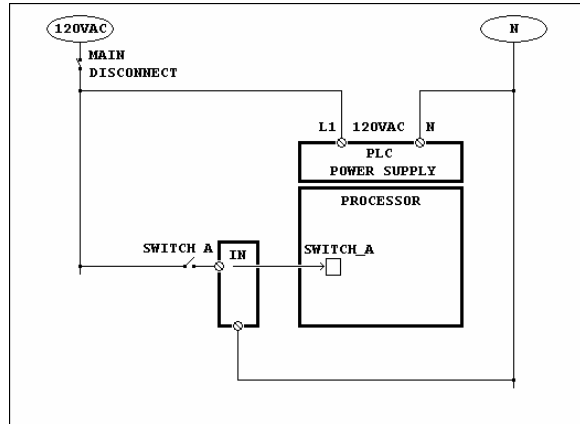 120VAC
N
MAIN
DISCONNECT
L1 120VAC N
PLC
POWER SUPPLY
PROCESSOR
SWITCH A
IN
SWITCH_A